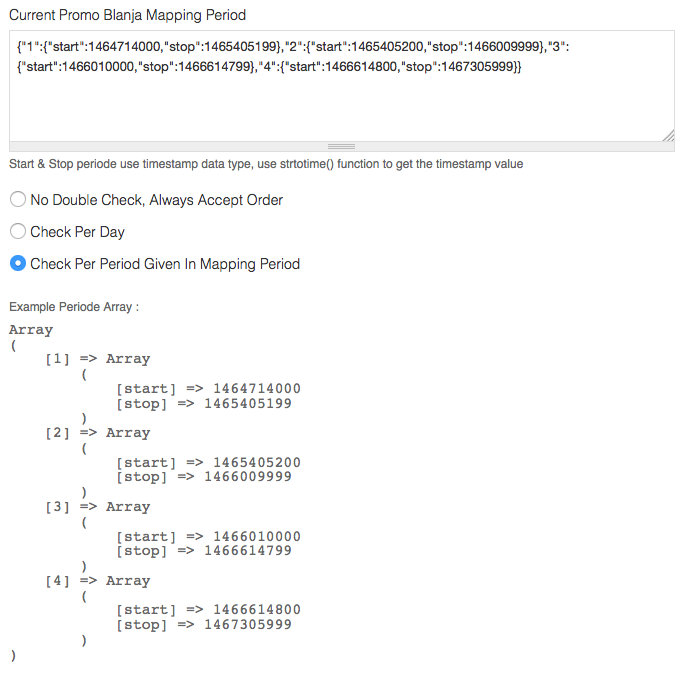 Current Promo Blanja Mapping Period
{"1":{"start":1464714000,"stop":1465405199},"2":{"start":1465405200,"stop":1466009999},"3":
{"start":1466010000,"stop":1466614799},"4":{"start":1466614800,"stop":1467305999}}
Start & Stop periode use timestamp data type, use strtotime() function to get the timestamp value
No Double Check, Always Accept Order
Check Per Day
Check Per Period Given In Mapping Period
Example Periode Array :
Array
(
[1] => Array
(
[start] => 1464714000
[stop] => 1465405199
)
[2] => Array
(
[start] => 1465405200
[stop] => 1466009999
)
[3] => Array
(
[start] => 1466010000
[stop] => 1466614799
)
[4] => Array
(
[start] => 1466614800
[stop] => 1467305999
)
)